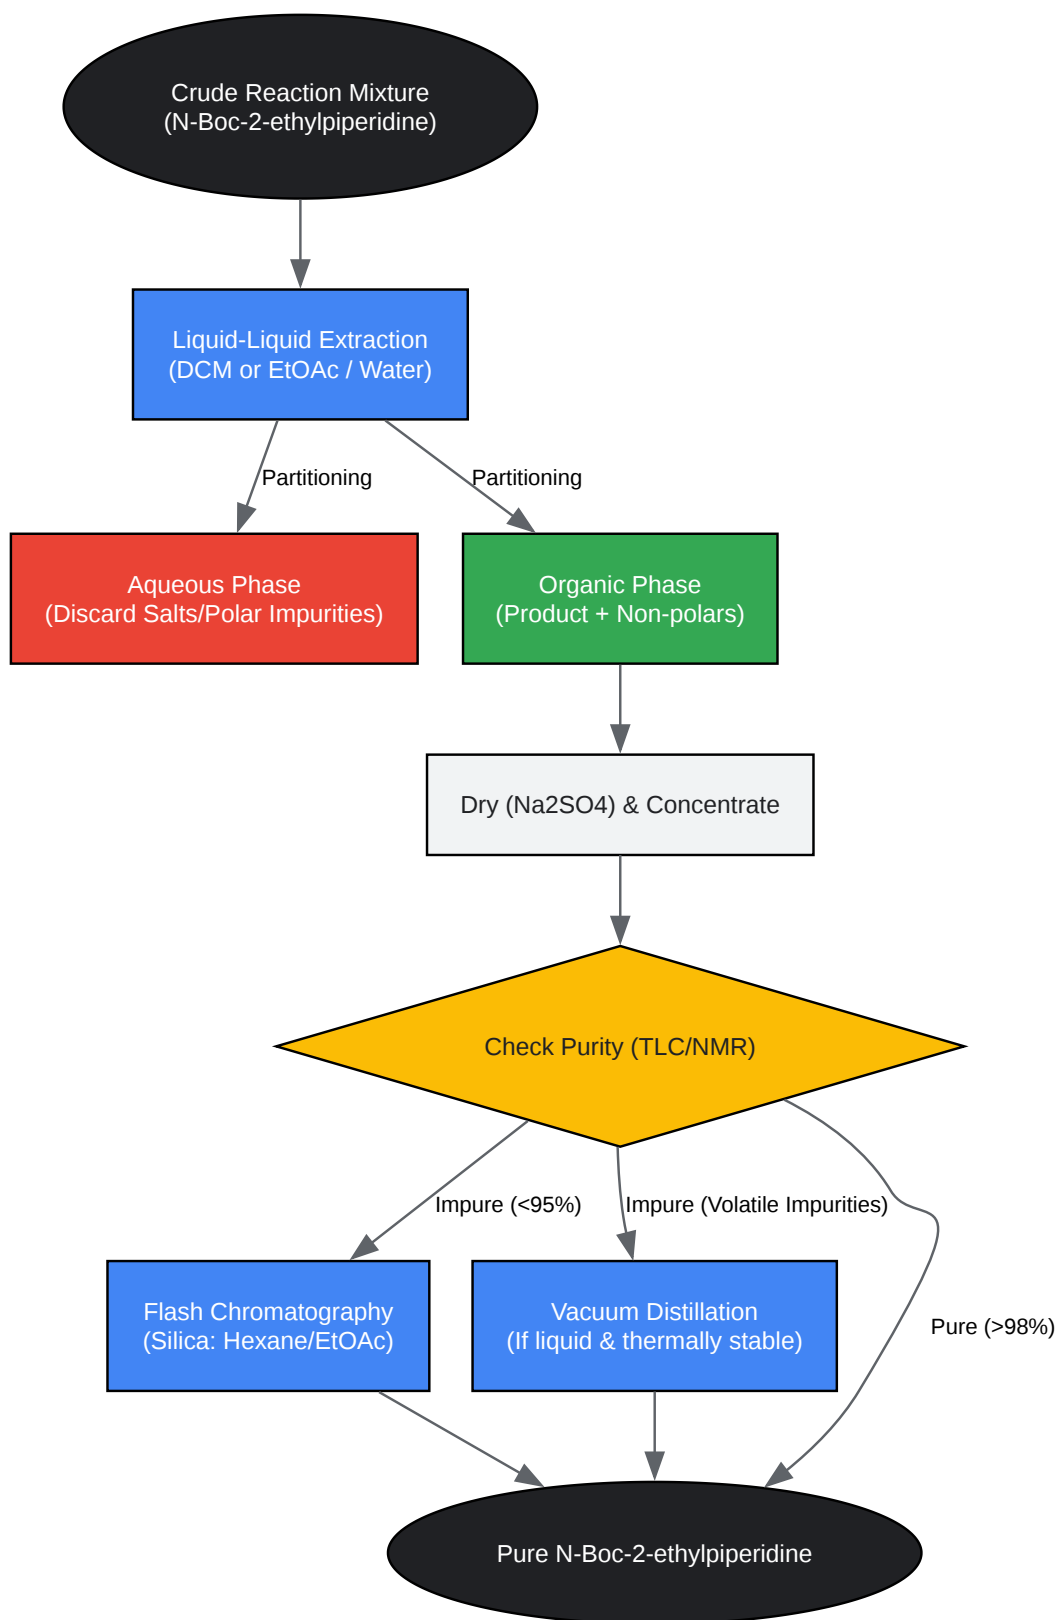 Crude Reaction Mixture
(N-Boc-2-ethylpiperidine)
Liquid-Liquid Extraction
(DCM or EtOAc / Water)
Partitioning
Partitioning
Aqueous Phase
(Discard Salts/Polar Impurities)
Organic Phase
(Product + Non-polars)
Dry (Na2SO4) & Concentrate
Check Purity (TLC/NMR)
Impure (<95%)
Impure (Volatile Impurities)
Pure (>98%)
Flash Chromatography
(Silica: Hexane/EtOAc)
Vacuum Distillation
(If liquid & thermally stable)
Pure N-Boc-2-ethylpiperidine